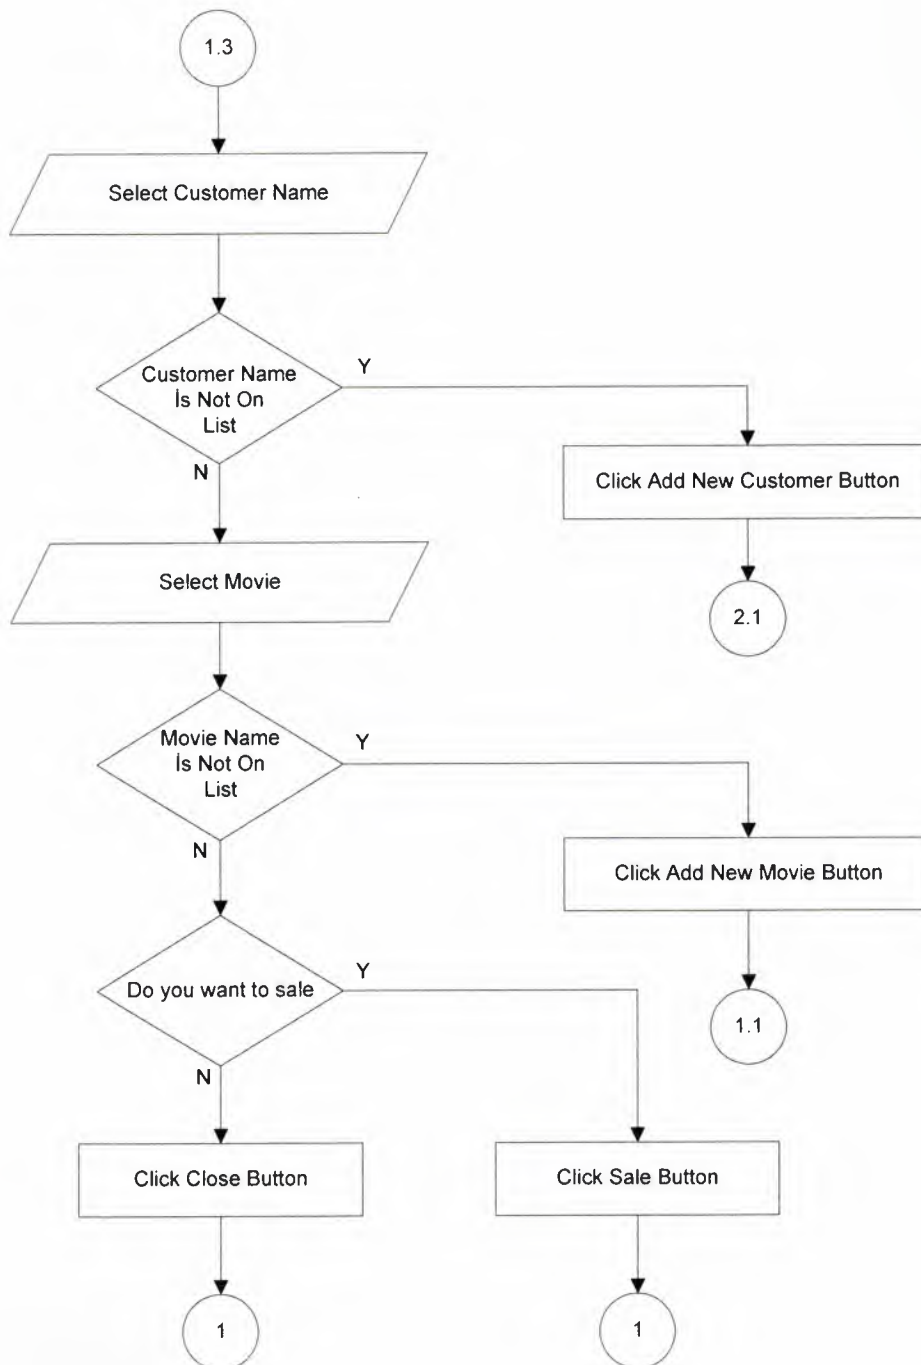 1.3
Select Customer Name
Customer Name
İs Not On
List
Y
N
Click Add New Customer Button
2.1
Select Movie
Movie Name
İs Not On
List
Y
N
Click Add New Movie Button
1.1
Do you want to sale
Y
N
Click Close Button
Click Sale Button
1
1